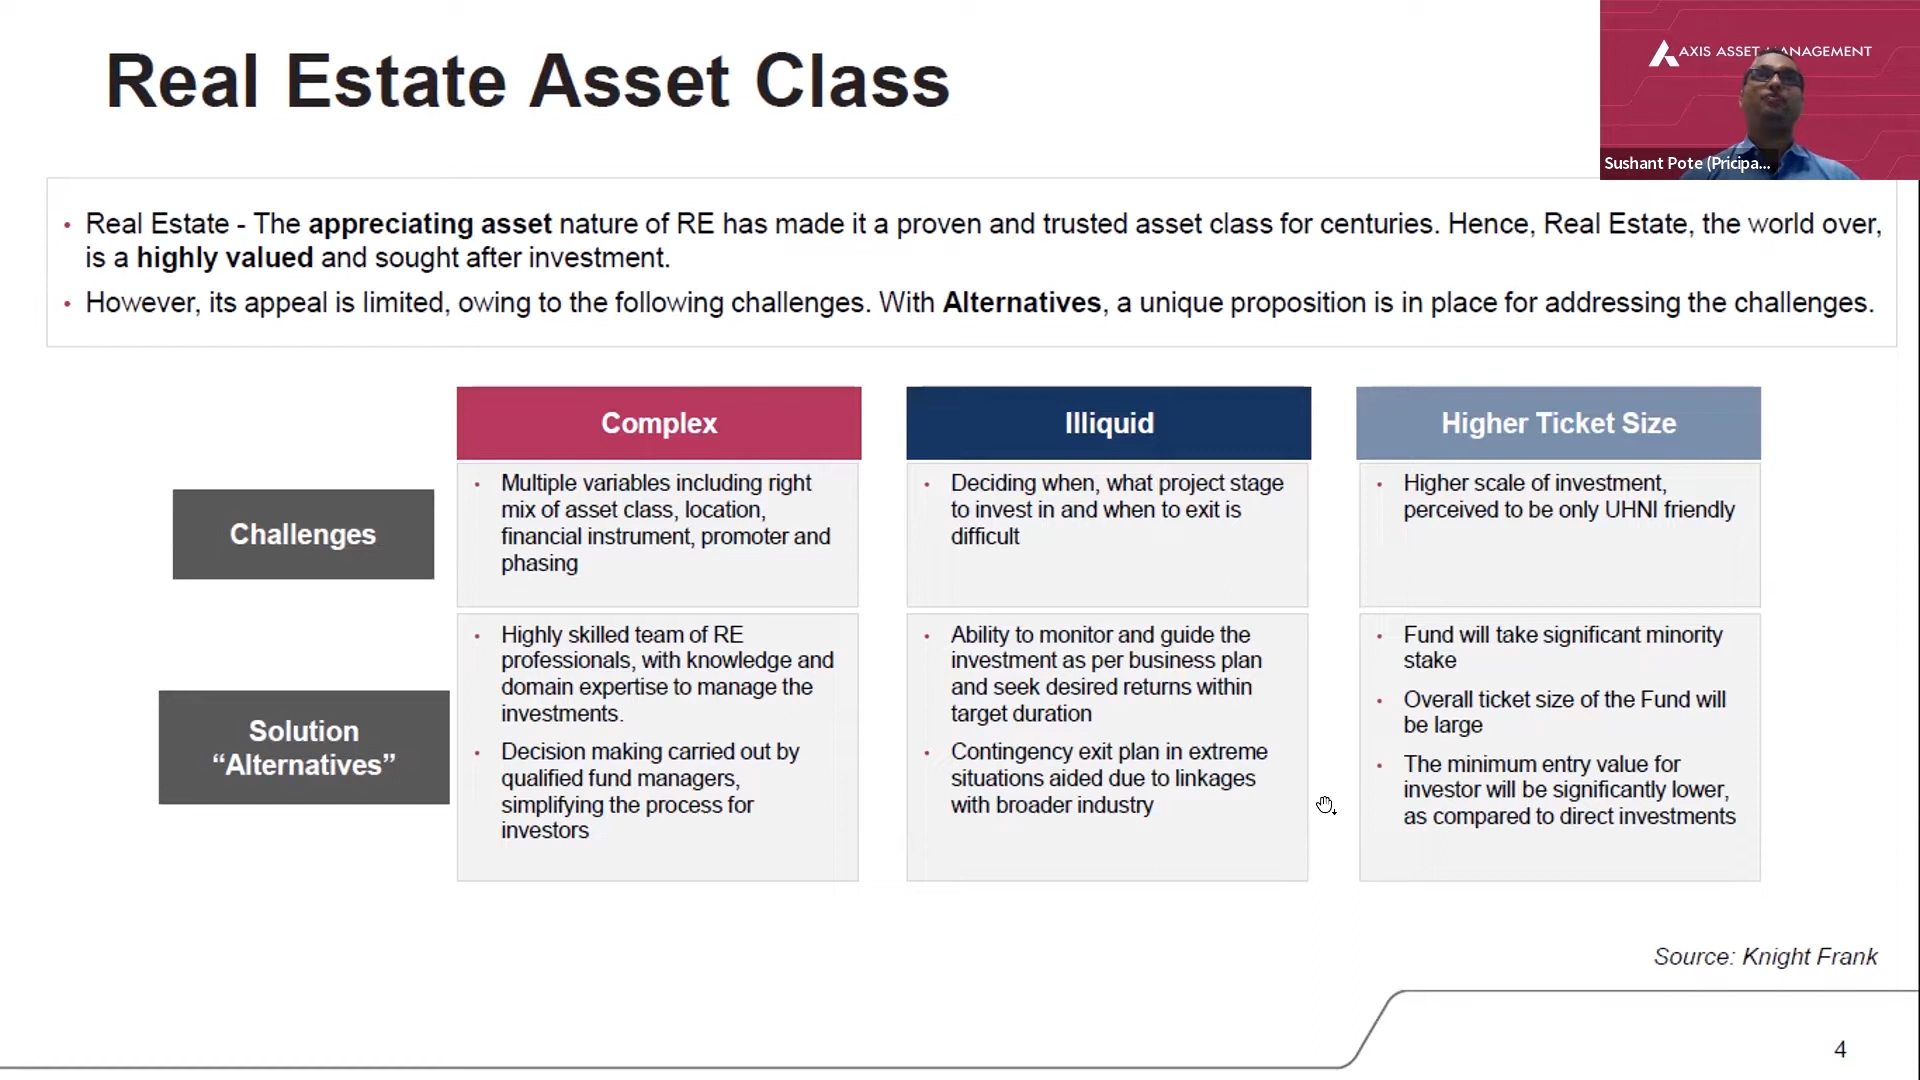 Real Estate Asset Class
AXIS ASSET MANAGEMENT
Sushant Pote (Pricipa...
• Real Estate - The appreciating asset nature of RE has made it a proven and trusted asset class for centuries. Hence, Real Estate, the world over,
is a highly valued and sought after investment.
• However, its appeal is limited, owing to the following challenges. With Alternatives, a unique proposition is in place for addressing the challenges.
Complex
Illiquid
Higher Ticket Size
Challenges
• Multiple variables including right
mix of asset class, location,
financial instrument, promoter and
phasing
• Deciding when, what project stage
to invest in and when to exit is
difficult
• Higher scale of investment,
perceived to be only UHNI friendly
Solution
“Alternatives”
• Highly skilled team of RE
professionals, with knowledge and
domain expertise to manage the
investments.
• Decision making carried out by
qualified fund managers,
simplifying the process for
investors
• Ability to monitor and guide the
investment as per business plan
and seek desired returns within
target duration
• Contingency exit plan in extreme
situations aided due to linkages
with broader industry
• Fund will take significant minority
stake
• Overall ticket size of the Fund will
be large
• The minimum entry value for
investor will be significantly lower,
as compared to direct investments
Source: Knight Frank
4